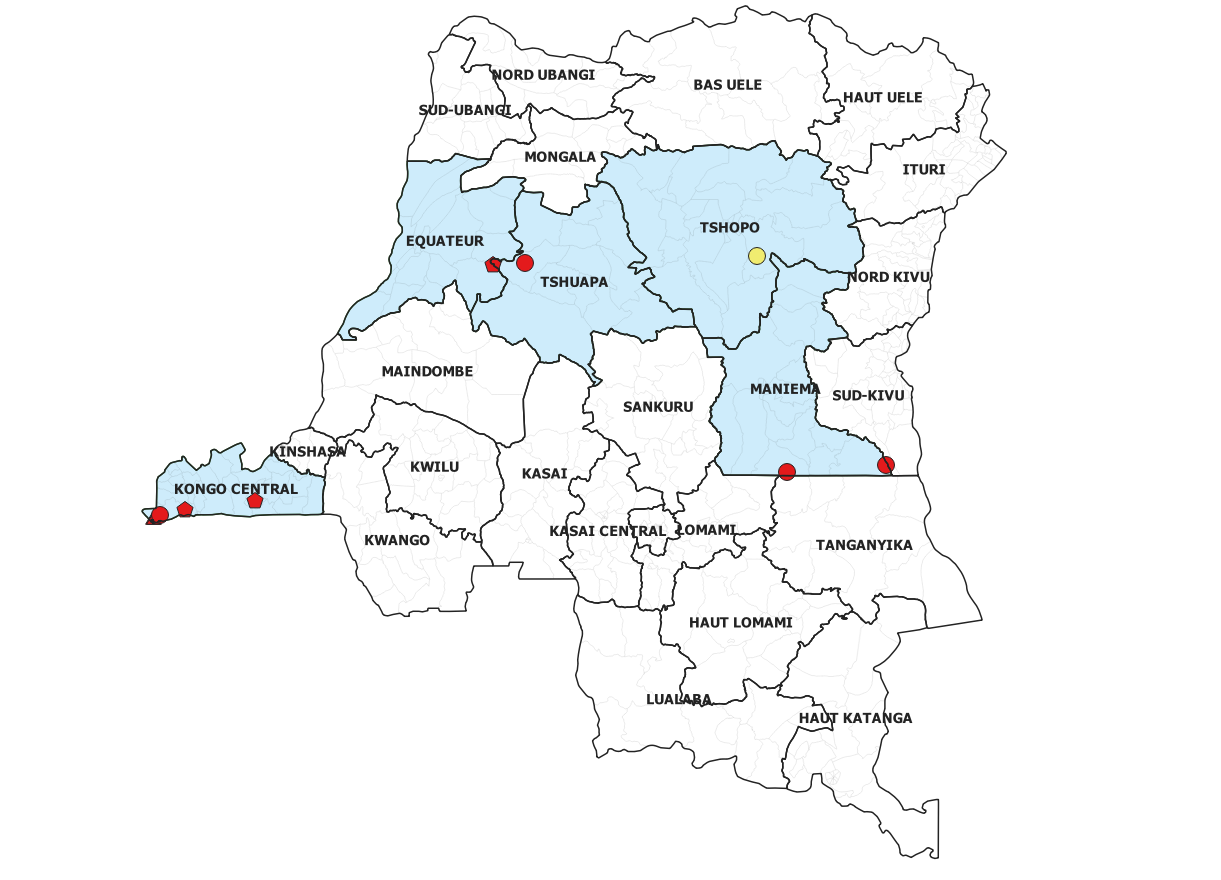 NORD UBANGI
BAS UELE
HAUT UELE
SUD-UBANGI
MONGALA
ITURI
TSHOPO
EQUATEUR
NORD KIVU
TSHUAPA
MAINDOMBE
MANIEMA
SUD-KIVU
SANKURU
KINSHASA
KWILU
KASAI
KONGO CENTRAL
KASAI CENTRAL
LOMAMI
KWANGO
TANGANYIKA
HAUT LOMAMI
LUALABA
HAUT KATANGA